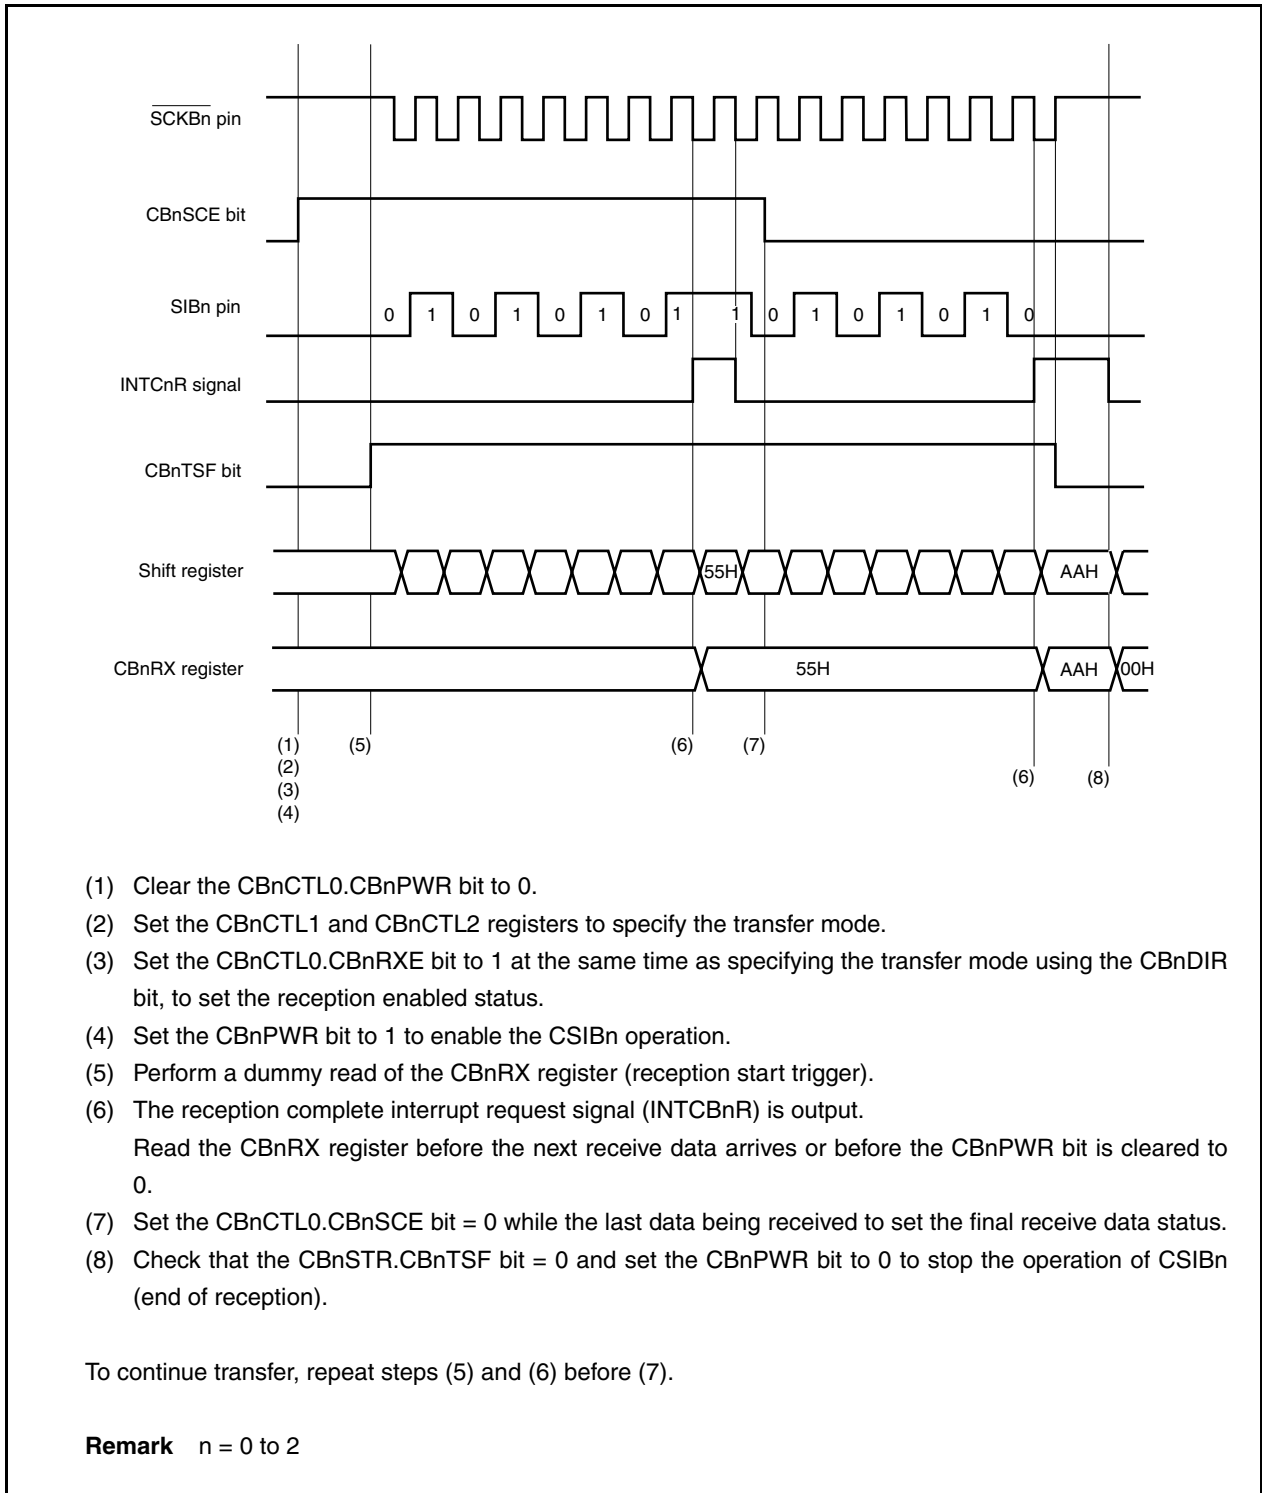 SCKBn pin
CBnSCE bit
SIBn pin
0 1 0 1 0 1 0 1 1 0 1 0 1 0 1 0
INTCnR signal
CBnTSF bit
Shift register
55H
AAH
CBnRX register
55H
AAH
00H
(1) (5) (6) (7)
(2)
(6) (8)
(3)
(4)
(1) Clear the CBnCTL0.CBnPWR bit to 0.
(2) Set the CBnCTL1 and CBnCTL2 registers to specify the transfer mode.
(3) Set the CBnCTL0.CBnRXE bit to 1 at the same time as specifying the transfer mode using the CBnDIR
bit, to set the reception enabled status.
(4) Set the CBnPWR bit to 1 to enable the CSIBn operation.
(5) Perform a dummy read of the CBnRX register (reception start trigger).
(6) The reception complete interrupt request signal (INTCBnR) is output.
Read the CBnRX register before the next receive data arrives or before the CBnPWR bit is cleared to
0.
(7) Set the CBnCTL0.CBnSCE bit = 0 while the last data being received to set the final receive data status.
(8) Check that the CBnSTR.CBnTSF bit = 0 and set the CBnPWR bit to 0 to stop the operation of CSIBn
(end of reception).
To continue transfer, repeat steps (5) and (6) before (7).
Remark n = 0 to 2